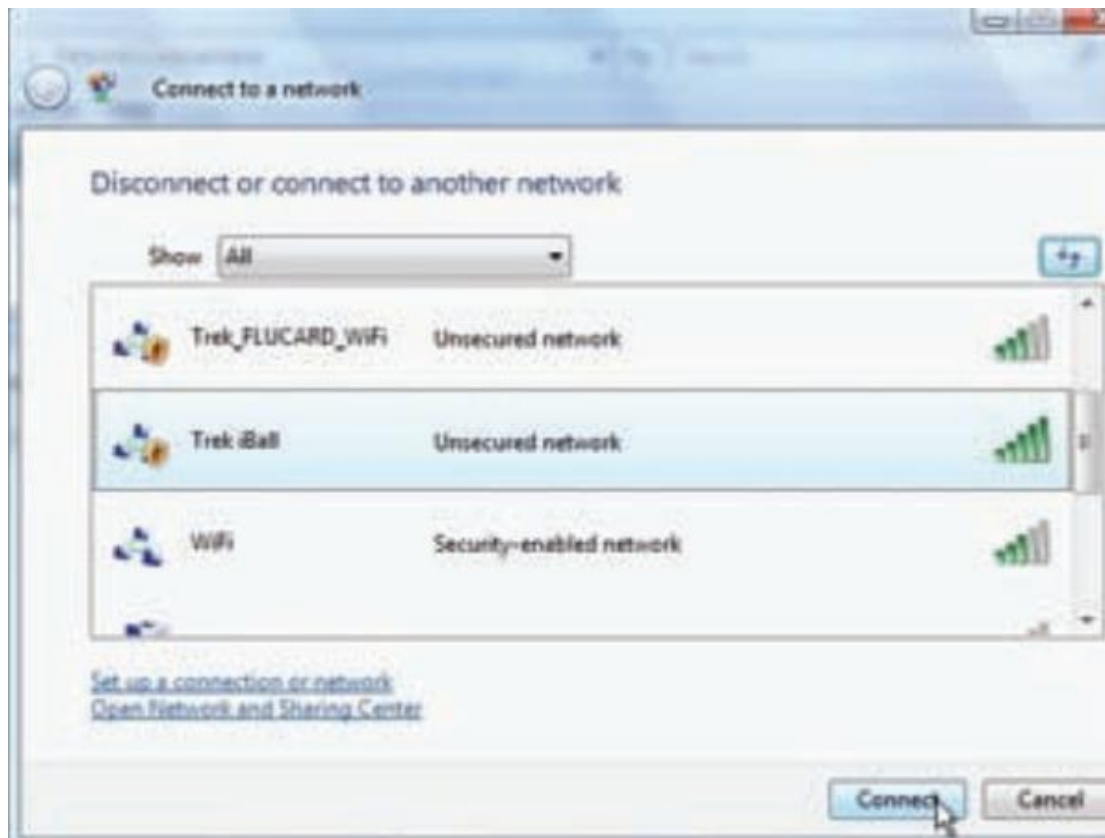 Connect to a network
Disconnect or connect to another network
Show All
Trek_FLUCARD_WiFi Unsecured network
Trek iBall Unsecured network
WiFi Security-enabled network
Set up a connection or network
Open Network and Sharing Center
Connect Cancel